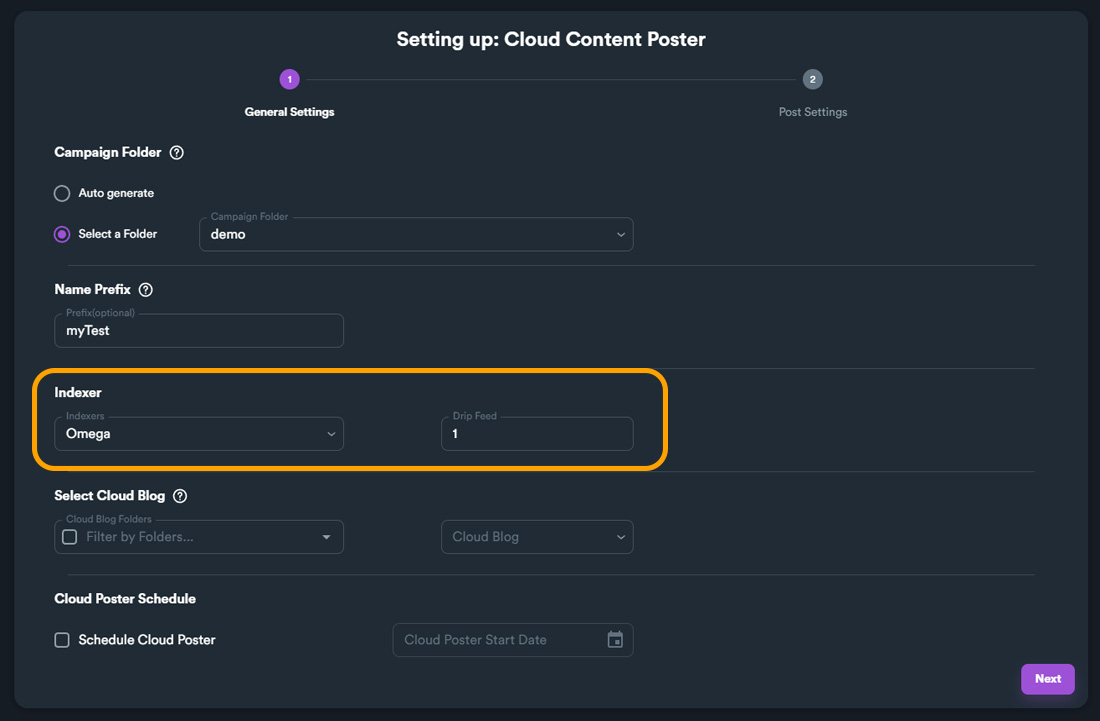 Setting up: Cloud Content Poster
1
2
General Settings
Post Settings
Campaign Folder ?
Auto generate
Select a Folder
Campaign Folder
demo
Name Prefix ?
Prefix(optional)
myTest
Indexer
Indexers
Omega
Drip Feed
1
Select Cloud Blog ?
Cloud Blog Folders
Filter by Folders...
Cloud Blog
Cloud Poster Schedule
Schedule Cloud Poster
Cloud Poster Start Date
Next